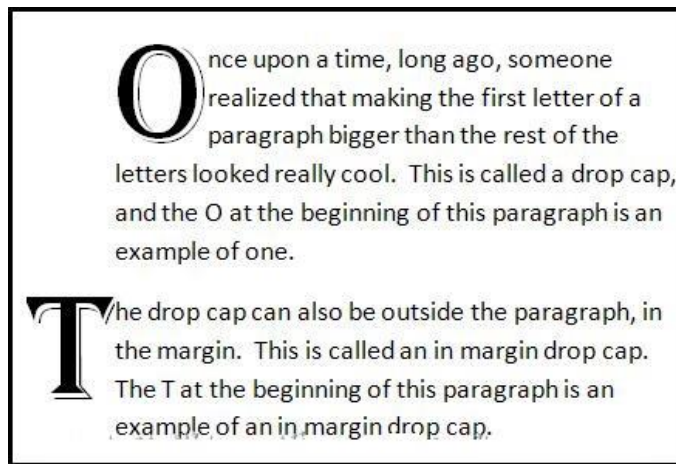 Once upon a time, long ago, someone
realized that making the first letter of a
paragraph bigger than the rest of the
letters looked really cool.  This is called a drop cap,
and the O at the beginning of this paragraph is an
example of one.
The drop cap can also be outside the paragraph, in
the margin.  This is called an in margin drop cap.
The T at the beginning of this paragraph is an
example of an in margin drop cap.